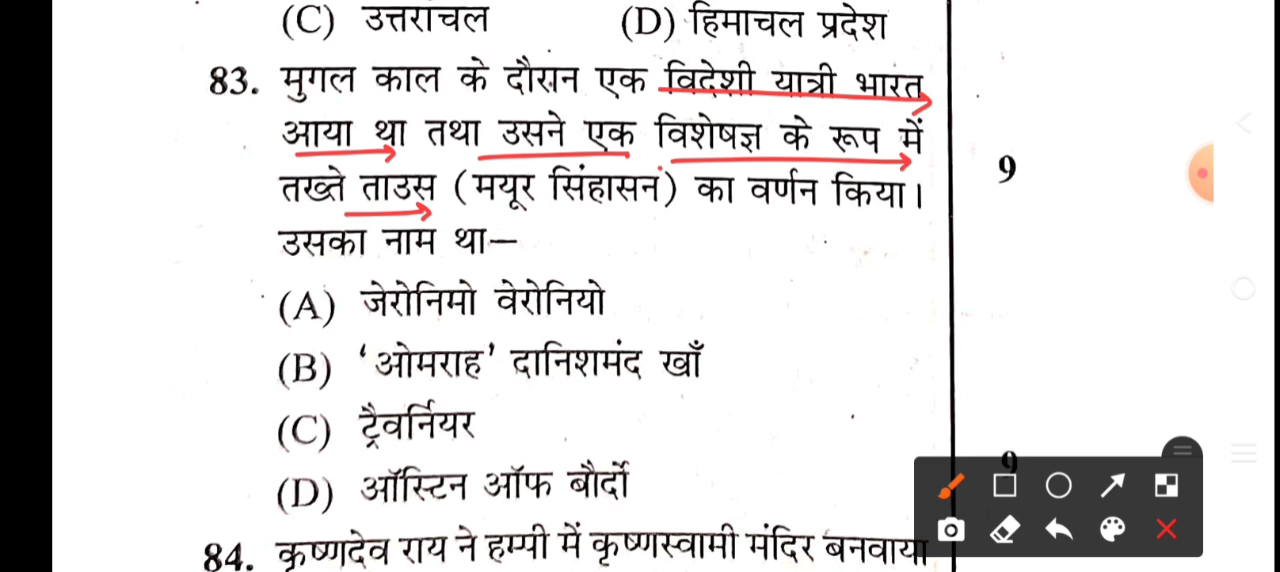 (C) उत्तरांचल (D) हिमाचल प्रदेश
83. मुगल काल के दौरान एक विदेशी यात्री भारत
आया था तथा उसने एक विशेषज्ञ के रूप में
तख्ते ताउस (मयूर सिंहासन) का वर्णन किया।
उसका नाम था—
(A) जेरोनिमो वेरोनियो
(B) ‘ओमराह’ दानिशमंद खाँ
(C) ट्रैवर्नियर
(D) ऑस्टिन ऑफ बौर्दो
84. कृष्णदेव राय ने हम्पी में कृष्णस्वामी मंदिर बनवाया
9
9